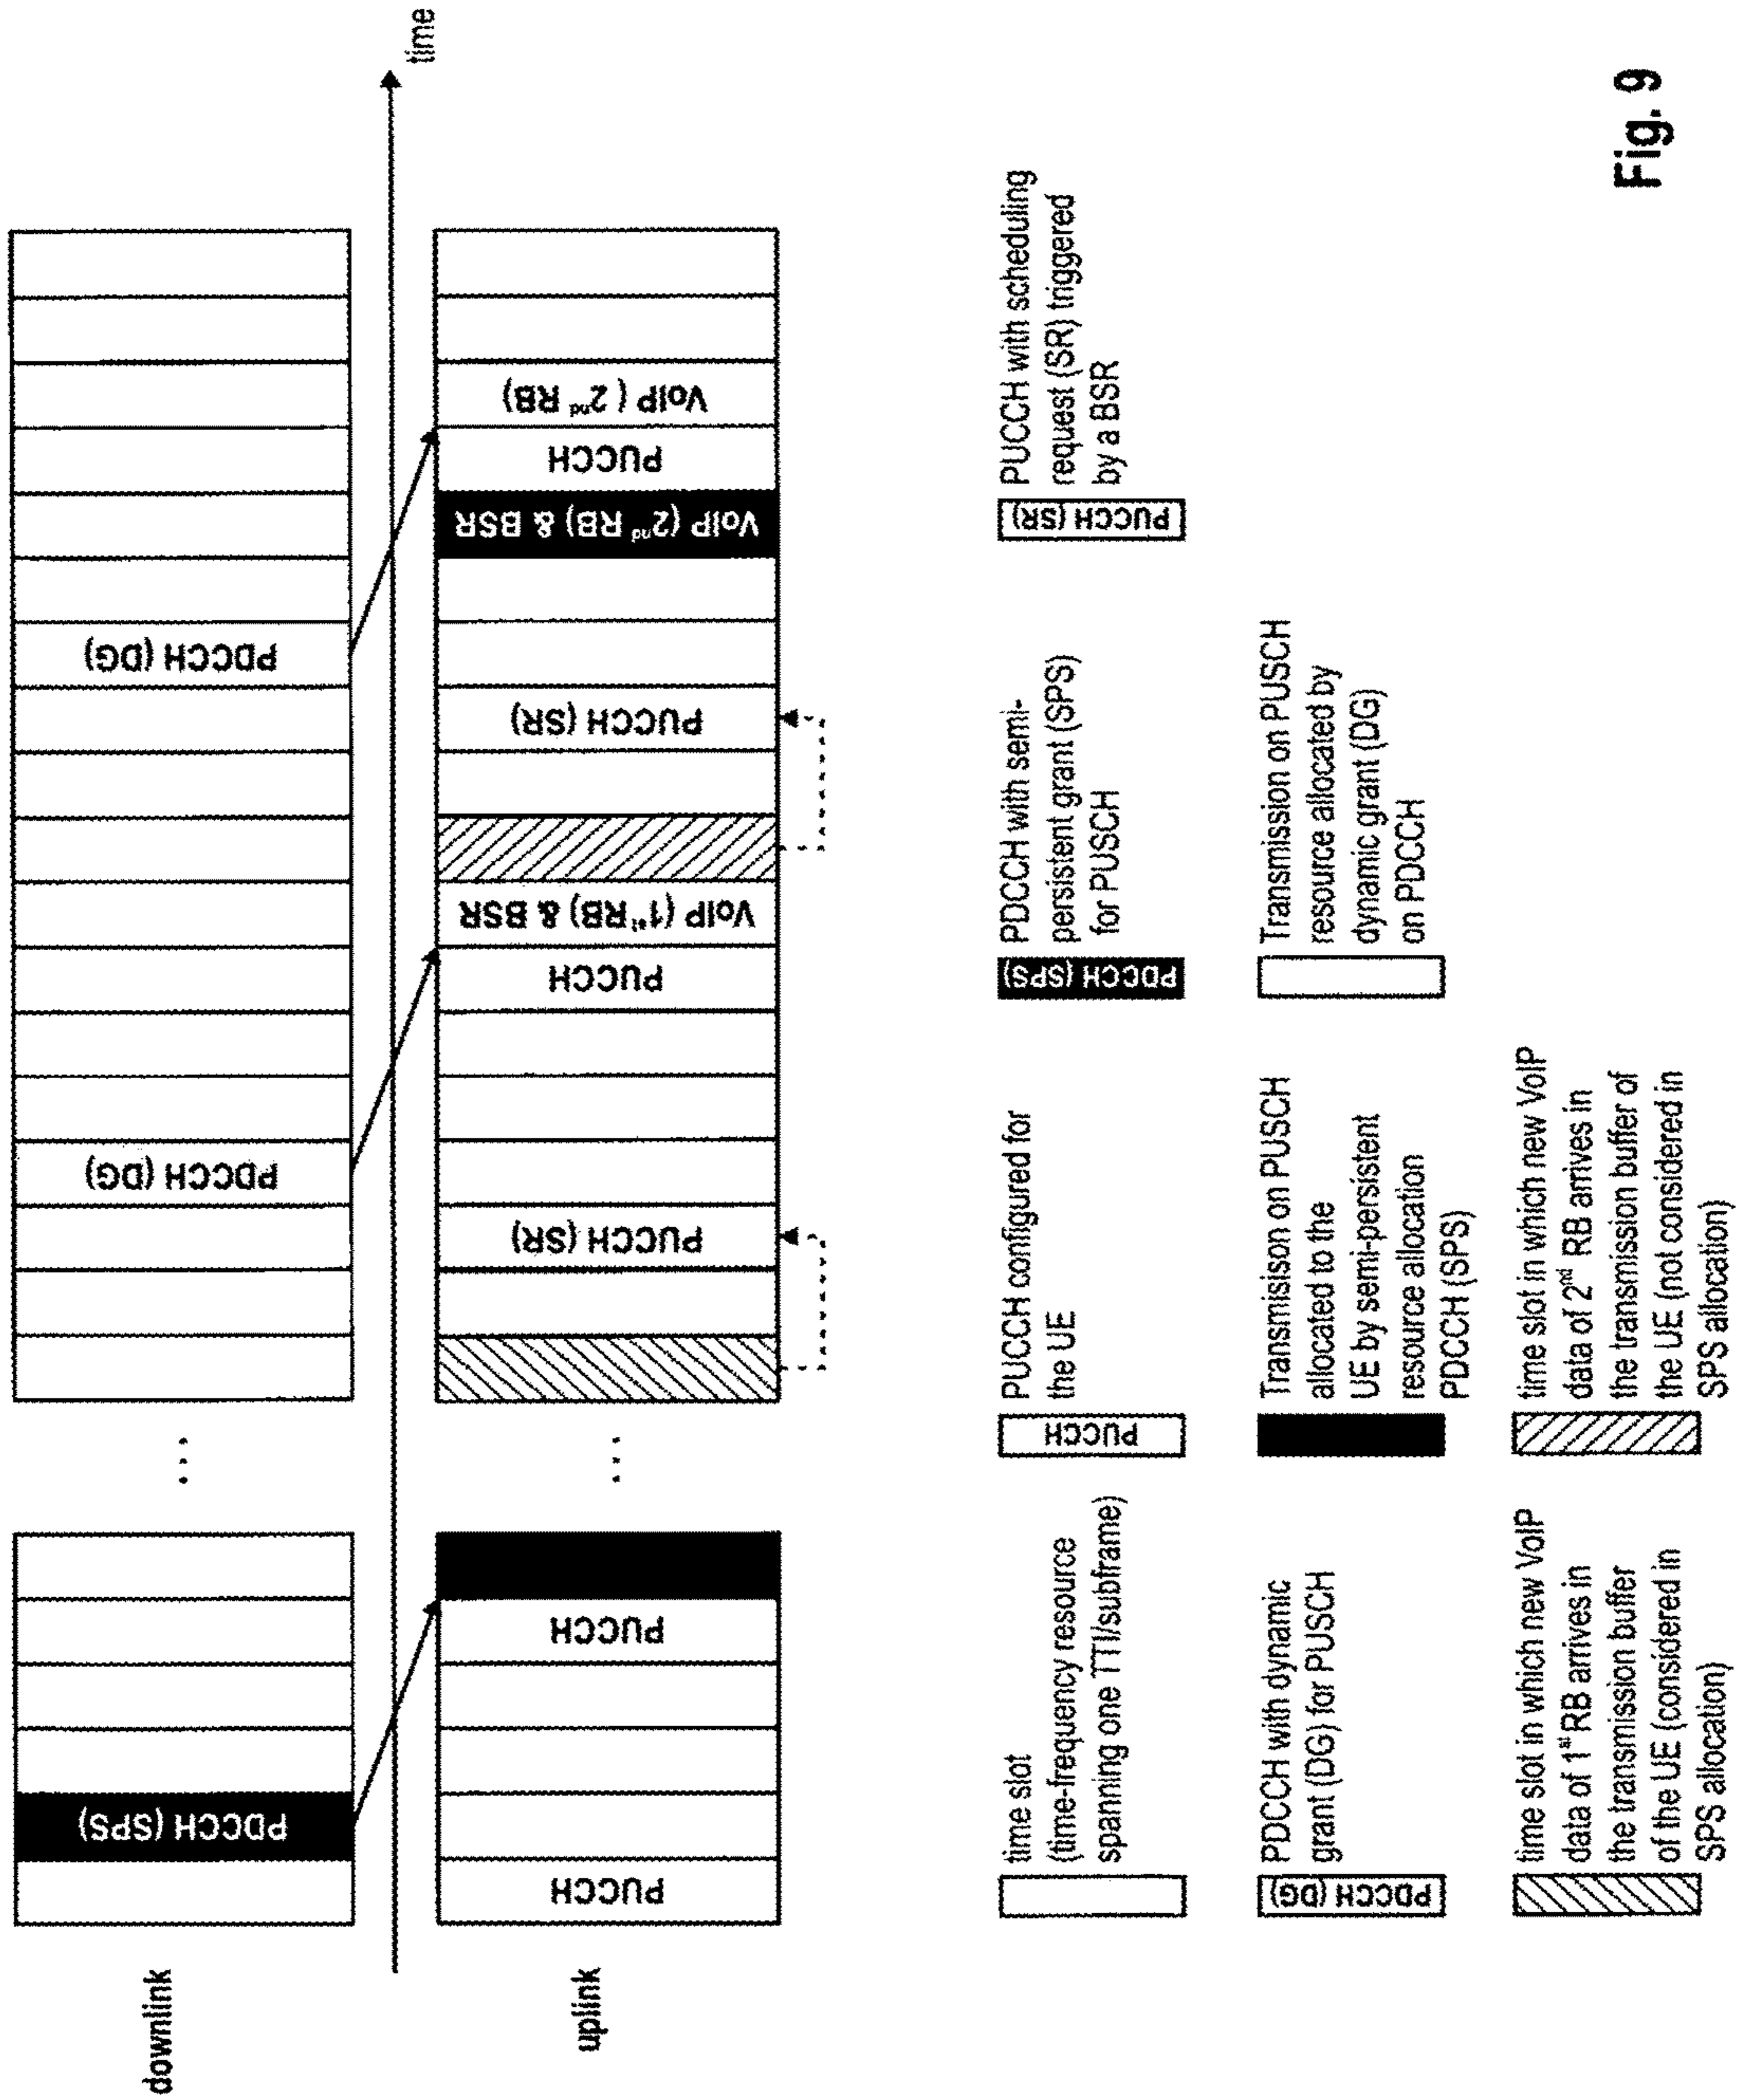 downlink
PDCCH (SPS)
...
PDCCH (DG)
PDCCH (DG)
time
uplink
PUCCH
PUCCH
...
PUCCH (SR)
PUCCH
VoIP (1st RB) & BSR
PUCCH (SR)
VoIP (2nd RB) & BSR
PUCCH
VoIP ( 2nd RB)
time slot
(time-frequency resource
spanning one TTI/subframe)
PUCCH
PUCCH configured for
the UE
PDCCH (SPS)
PDCCH with semi-
persistent grant (SPS)
for PUSCH
PUCCH (SR)
PUCCH with scheduling
request (SR) triggered
by a BSR
PDCCH (DG)
PDCCH with dynamic
grant (DG) for PUSCH
Transmisison on PUSCH
allocated to the
UE by semi-persistent
resource allocation
PDCCH (SPS)
Transmission on PUSCH
resource allocated by
dynamic grant (DG)
on PDCCH
time slot in which new VoIP
data of 1st RB arrives in
the transmission buffer
of the UE (considered in
SPS allocation)
time slot in which new VoIP
data of 2nd RB arrives in
the transmission buffer of
the UE (not considered in
SPS allocation)
Fig. 9